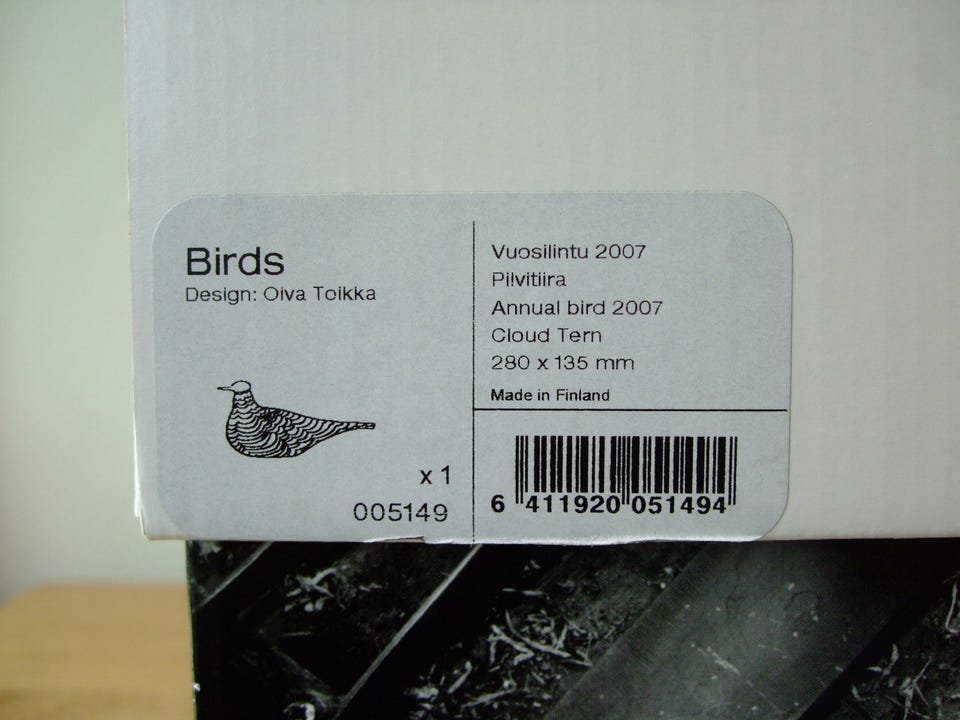 Birds
Design: Oiva Toikka
x 1
005149
Vuosilintu 2007
Pilvitiira
Annual bird 2007
Cloud Tern
280 x 135 mm
Made in Finland
6 411920 051494